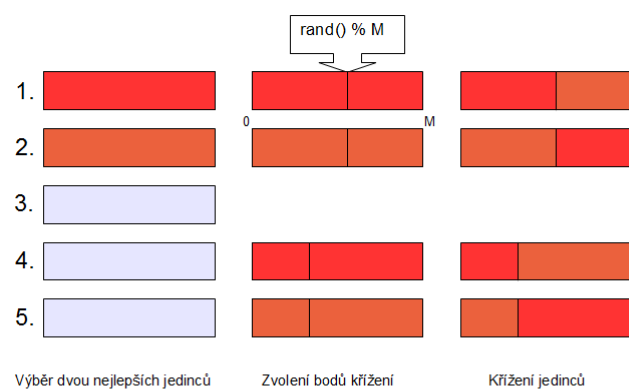 rand() % M
1.
0 M
2.
3.
4.
5.
Výběr dvou nejlepších jedinců
Zvolení bodů křížení
Křížení jedinců